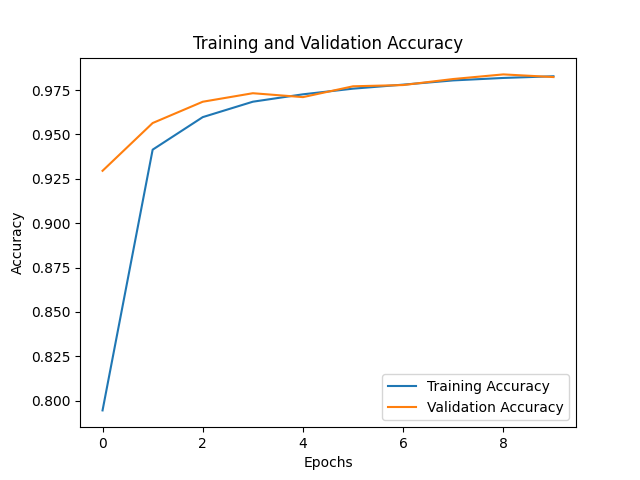 Training and Validation Accuracy
Accuracy
0.975
0.950
0.925
0.900
0.875
0.850
0.825
0.800
Training Accuracy
Validation Accuracy
0 2 4 6 8
Epochs